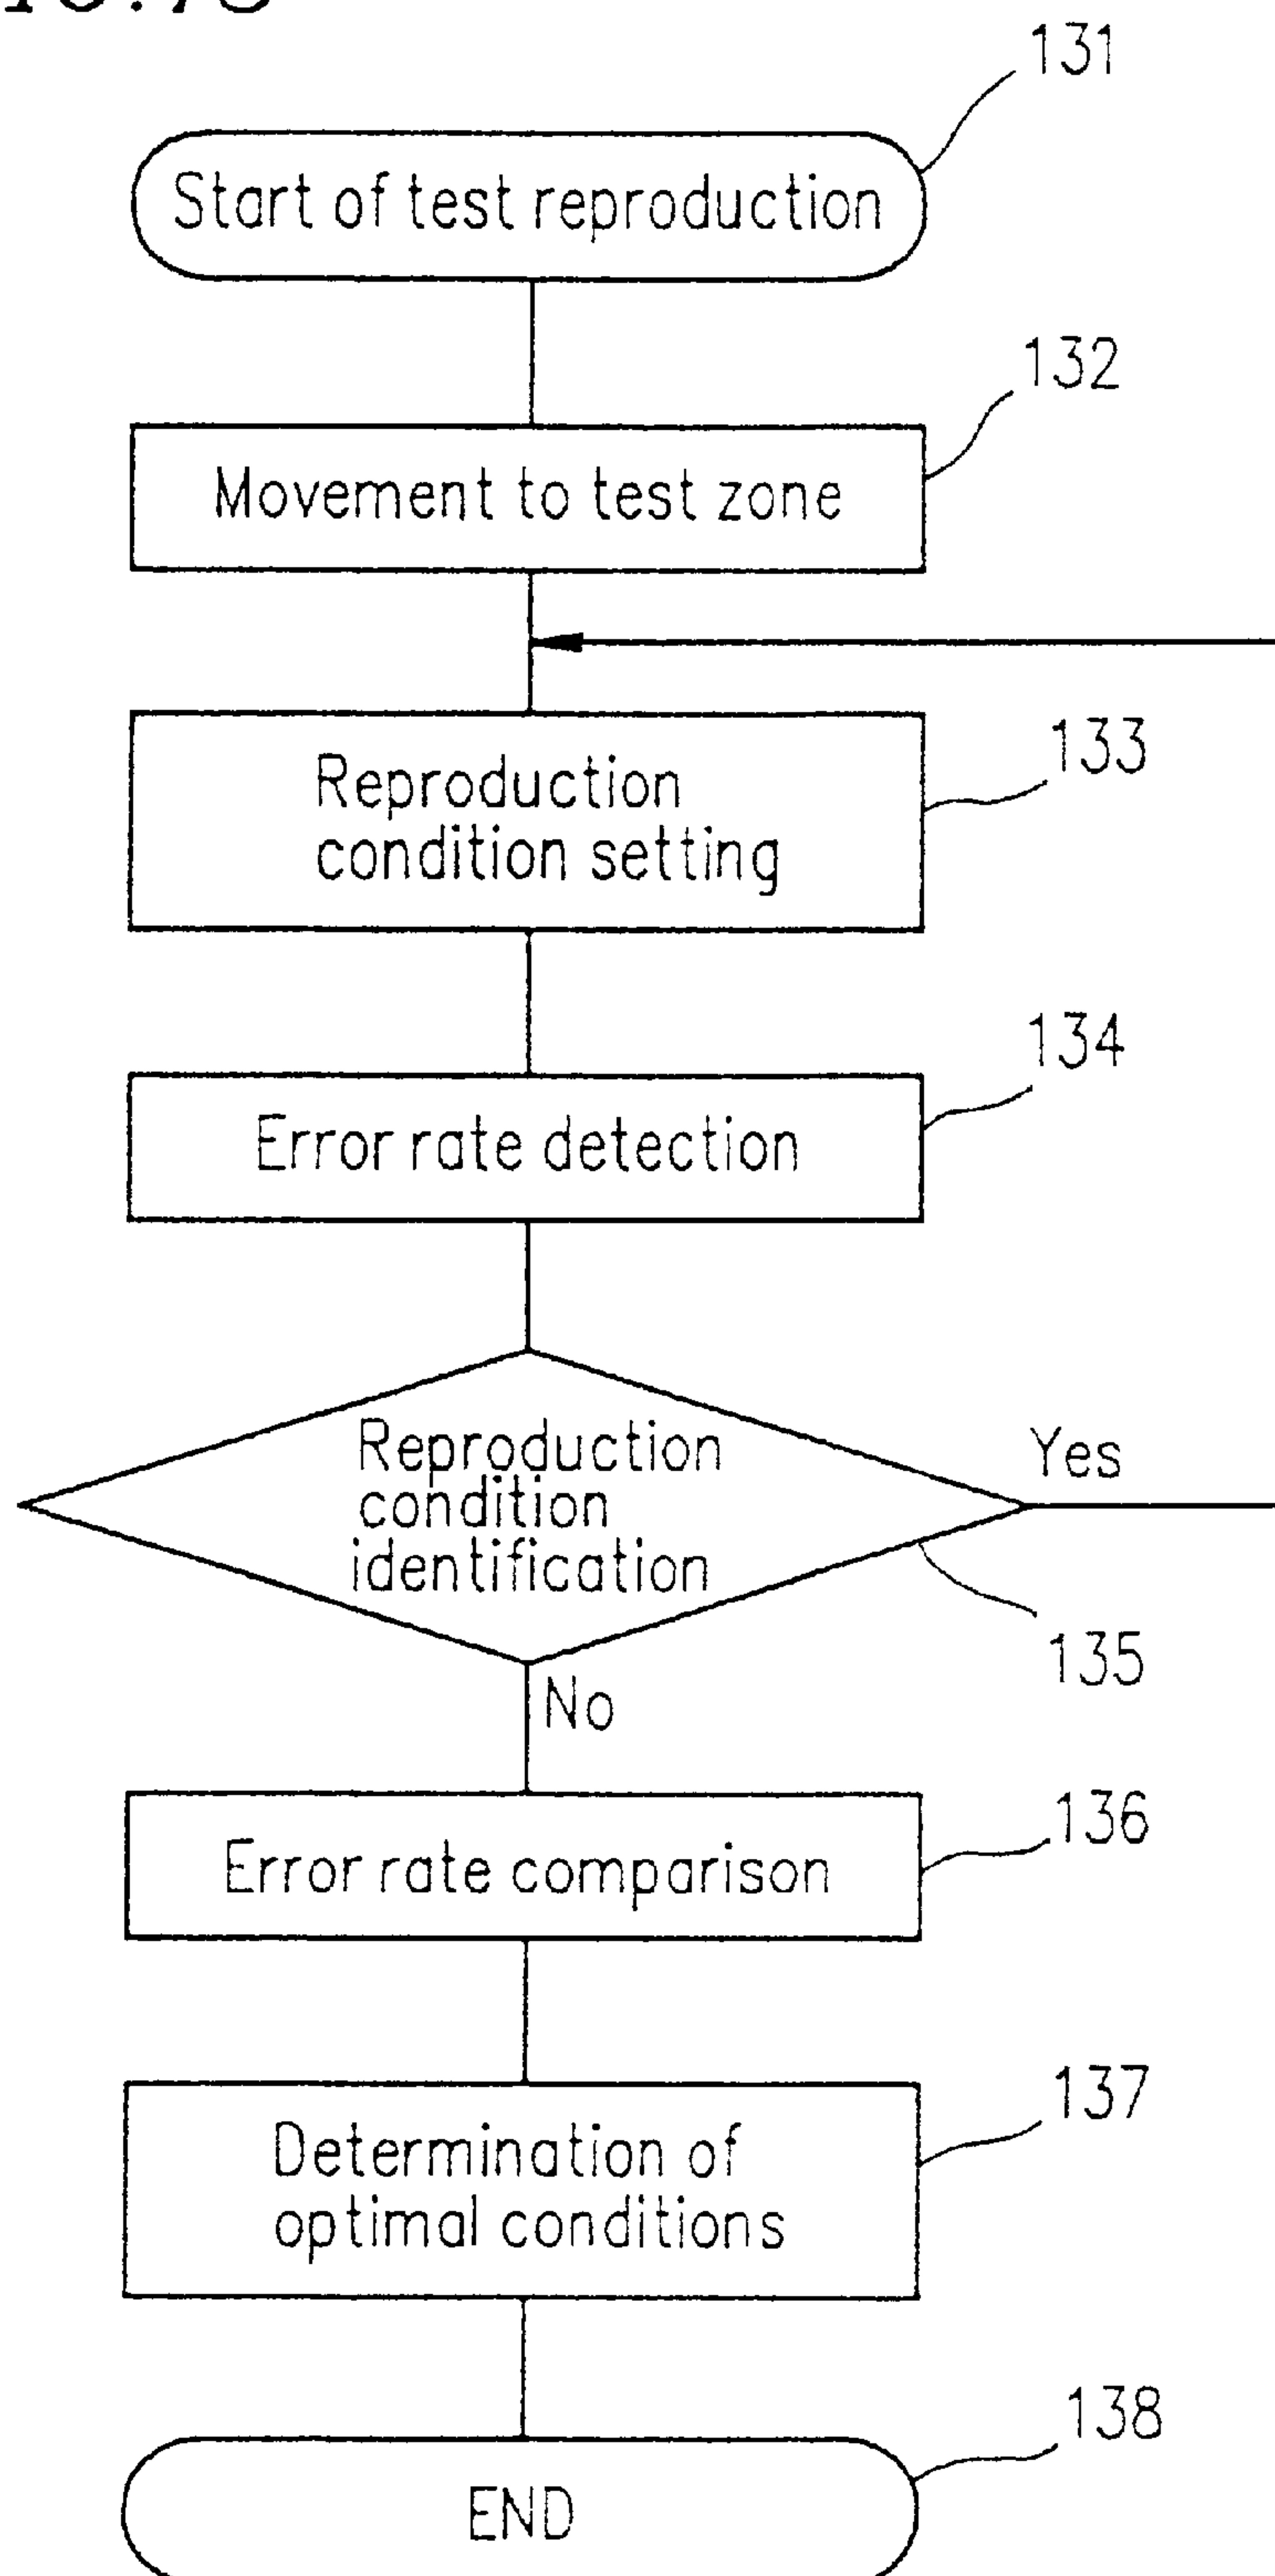 131
Start of test reproduction
132
Movement to test zone
133
Reproduction
condition setting
134
Error rate detection
Reproduction
condition
identification
Yes
135
No
136
Error rate comparison
137
Determination of
optimal conditions
138
END